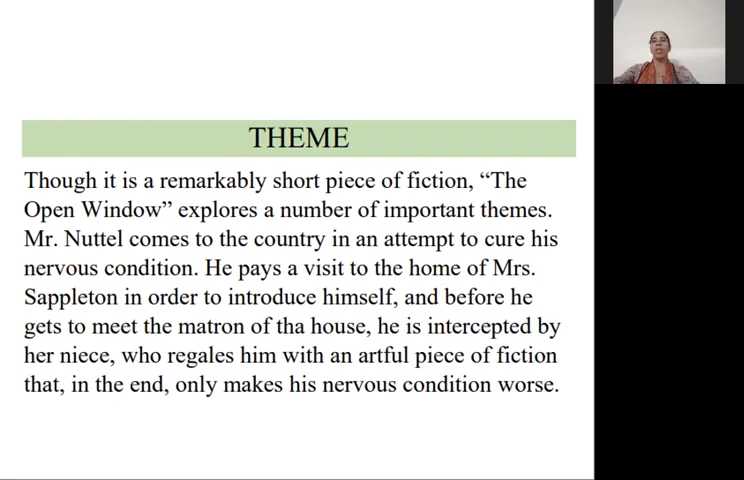 THEME
Though it is a remarkably short piece of fiction, “The
Open Window” explores a number of important themes.
Mr. Nuttel comes to the country in an attempt to cure his
nervous condition. He pays a visit to the home of Mrs.
Sappleton in order to introduce himself, and before he
gets to meet the matron of tha house, he is intercepted by
her niece, who regales him with an artful piece of fiction
that, in the end, only makes his nervous condition worse.